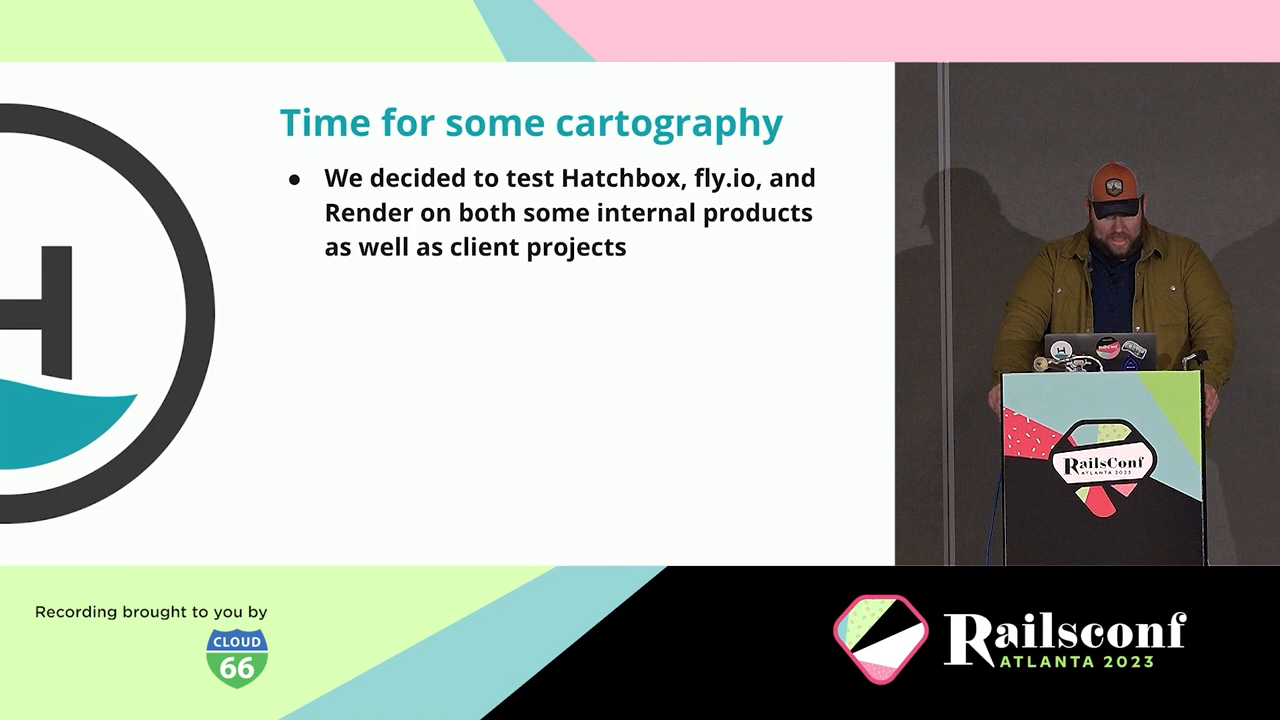 Time for some cartography
● We decided to test Hatchbox, fly.io, and
Render on both some internal products
as well as client projects
H
RailsConf
ATLANTA 2023
Recording brought to you by
CLOUD
66
Railsconf
ATLANTA 2023